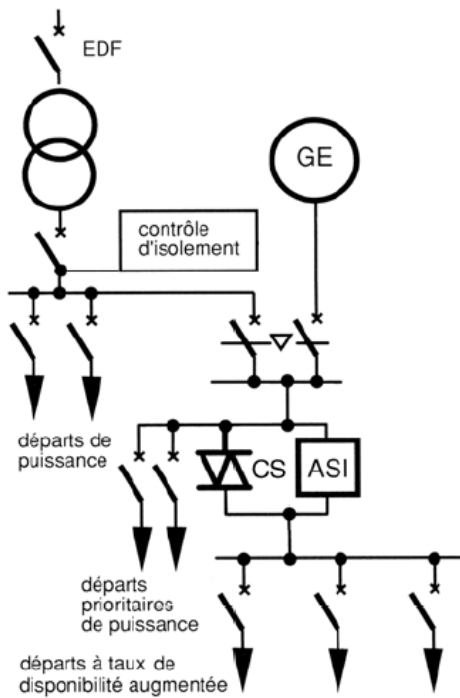 EDF
GE
contrôle
d'isolement
départs de
puissance
CS
ASI
départs
prioritaires
de puissance
départs à taux de
disponibilité augmentée